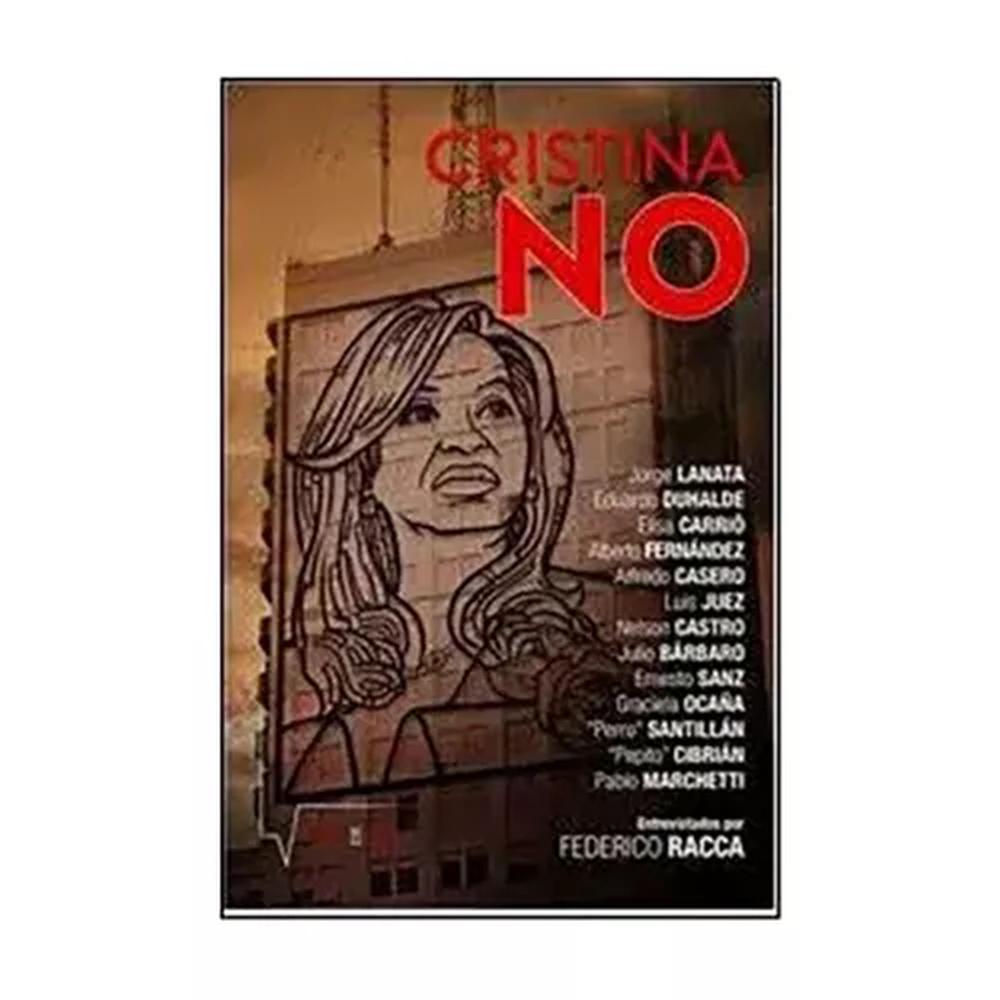 CRISTINA
NO
Jorge LANATA
Eduardo DUHALDE
Elisa CARRIÓ
Alberto FERNÁNDEZ
Alfredo CASERO
Luis JUEZ
Nelson CASTRO
Julio BÁRBARO
Ernesto SANZ
Graciela OCAÑA
"Perro" SANTILLÁN
"Pepito" CIBRIÁN
Pablo MARCHETTI
Entrevistados por
FEDERICO RACCA